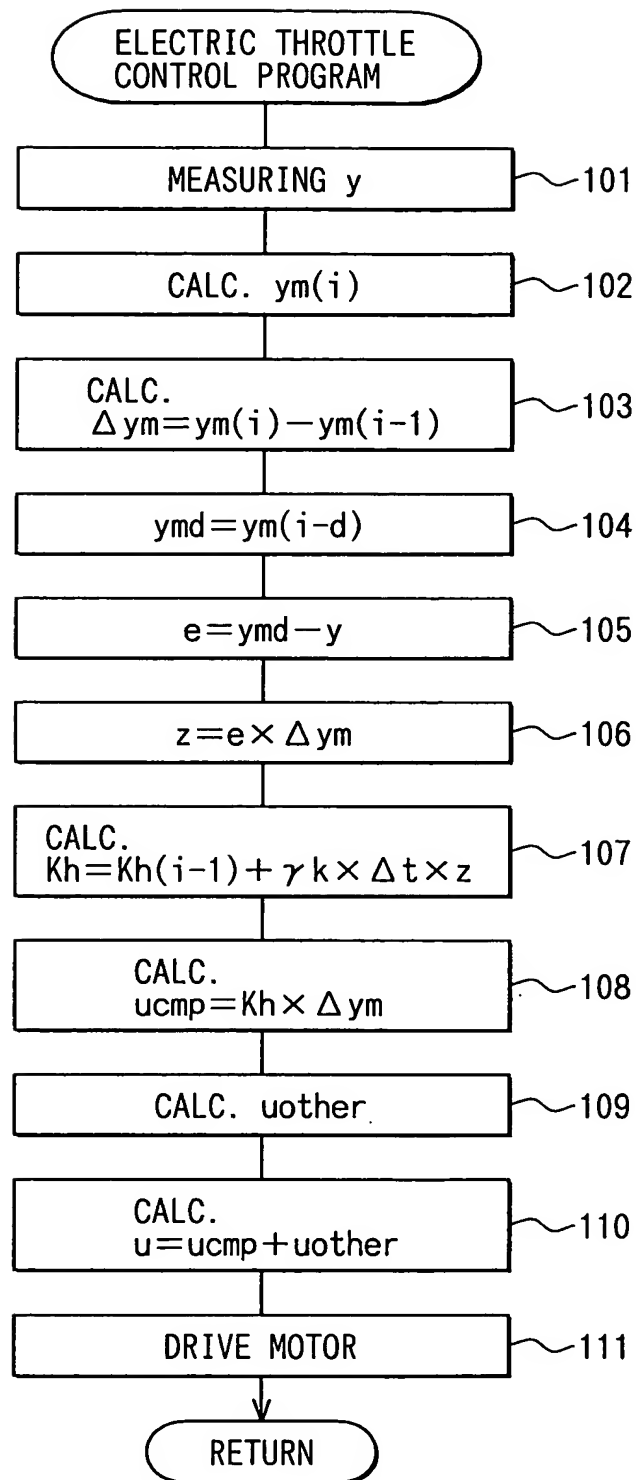 ELECTRIC THROTTLE
CONTROL PROGRAM
MEASURING y
101
CALC. ym(i)
102
CALC.
Δym=ym(i)−ym(i-1)
103
ymd=ym(i-d)
104
e=ymd−y
105
z=e×Δym
106
CALC.
Kh=Kh(i-1)+γk×Δt×z
107
CALC.
ucmp=Kh×Δym
108
CALC. uother
109
CALC.
u=ucmp+uother
110
DRIVE MOTOR
111
RETURN